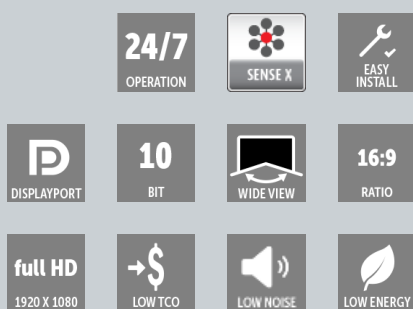 24/7
OPERATION
SENSE X
EASY
INSTALL
DISPLAYPORT
10
BIT
WIDE VIEW
16:9
RATIO
full HD
1920 X 1080
LOW TCO
LOW NOISE
LOW ENERGY